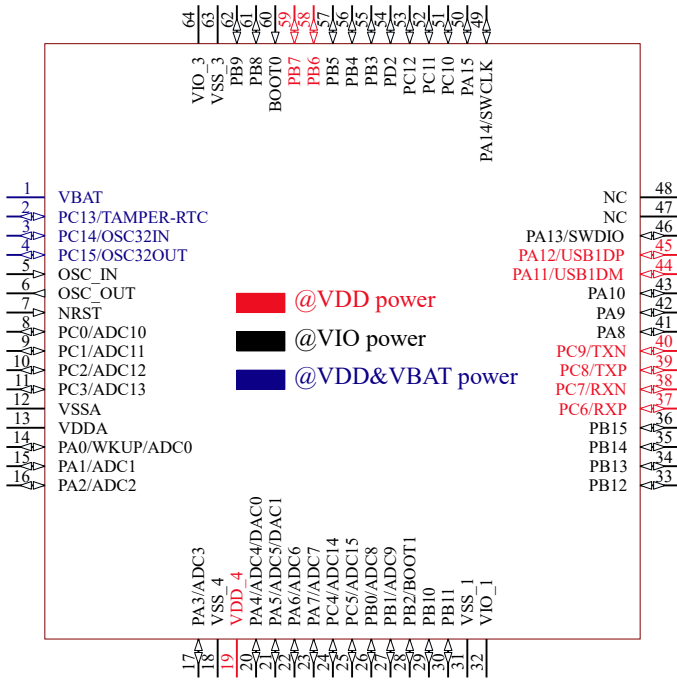 64 VIO_3
63 VSS_3
62 PB9
61 PB8
60 BOOT0
59 PB7
58 PB6
57 PB5
56 PB4
55 PB3
54 PD2
53 PC12
52 PC11
51 PC10
50 PA15
49 PA14/SWCLK
1 VBAT
2 PC13/TAMPER-RTC
3 PC14/OSC32IN
4 PC15/OSC32OUT
5 OSC_IN
6 OSC_OUT
7 NRST
8 PC0/ADC10
9 PC1/ADC11
10 PC2/ADC12
11 PC3/ADC13
12 VSSA
13 VDDA
14 PA0/WKUP/ADC0
15 PA1/ADC1
16 PA2/ADC2
@VDD power
@VIO power
@VDD&VBAT power
NC 48
NC 47
PA13/SWDIO 46
PA12/USB1DP 45
PA11/USB1DM 44
PA10 43
PA9 42
PA8 41
PC9/TXN 40
PC8/TXP 39
PC7/RXN 38
PC6/RXP 37
PB15 36
PB14 35
PB13 34
PB12 33
17 PA3/ADC3
18 VSS_4
19 VDD_4
20 PA4/ADC4/DAC0
21 PA5/ADC5/DAC1
22 PA6/ADC6
23 PA7/ADC7
24 PC4/ADC14
25 PC5/ADC15
26 PB0/ADC8
27 PB1/ADC9
28 PB2/BOOT1
29 PB10
30 PB11
31 VSS_1
32 VIO_1